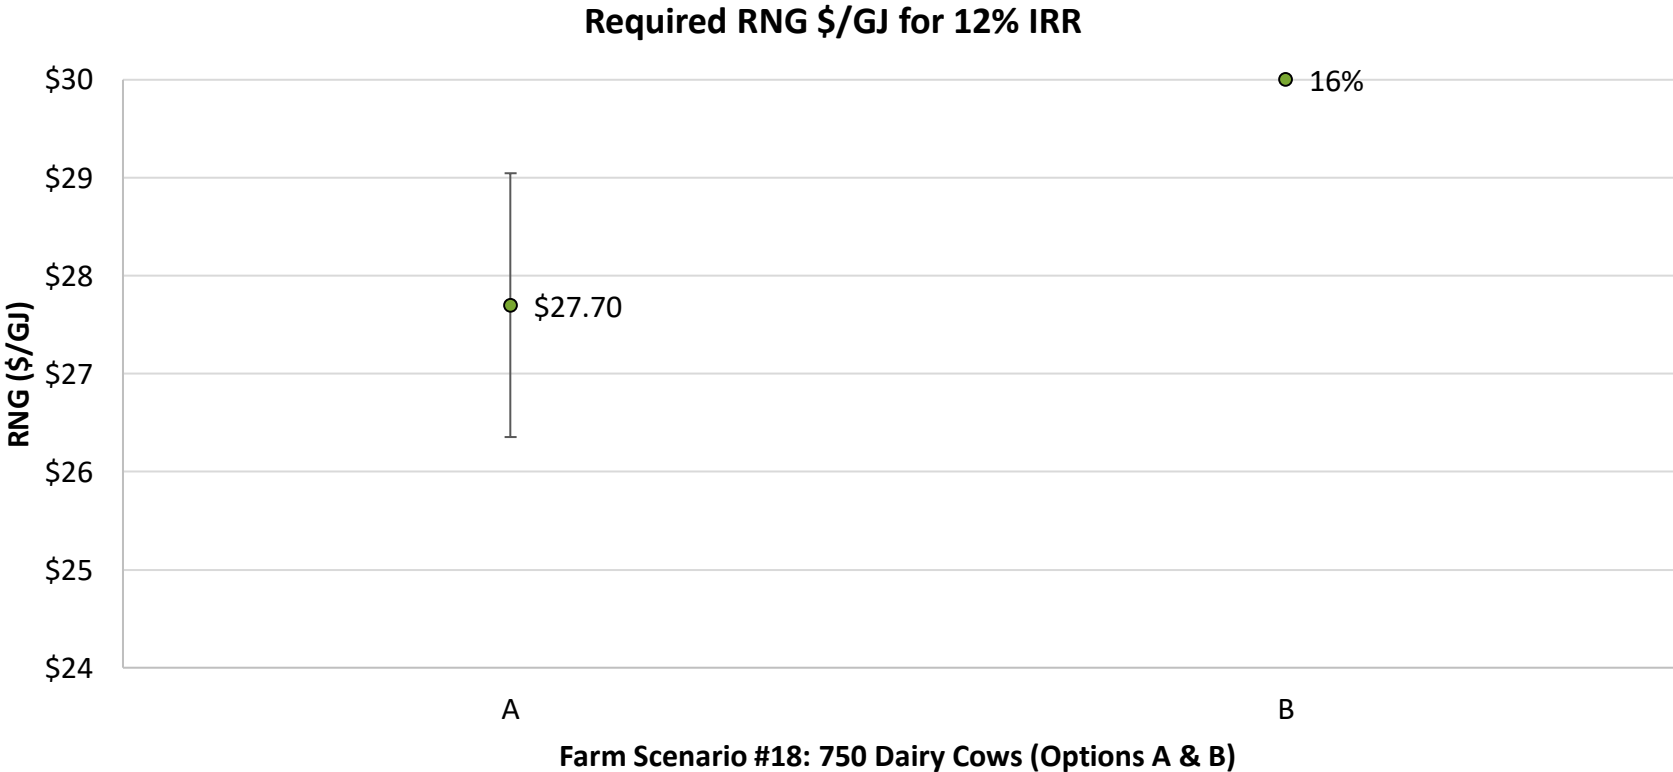 Required RNG $/GJ for 12% IRR
$30
16%
$29
$28
$27.70
$27
$26
$25
$24
RNG ($/GJ)
A
B
Farm Scenario #18: 750 Dairy Cows (Options A & B)